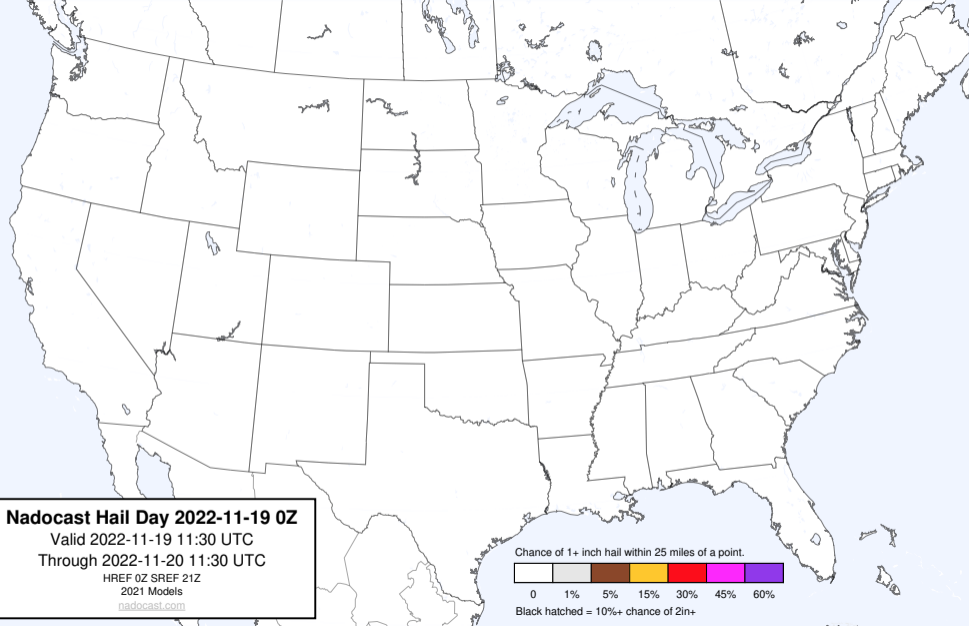 Nadocast Hail Day 2022-11-19 0Z
Valid 2022-11-19 11:30 UTC
Through 2022-11-20 11:30 UTC
HREF 0Z SREF 21Z
2021 Models
nadocast.com
Chance of 1+ inch hail within 25 miles of a point.
0 1% 5% 15% 30% 45% 60%
Black hatched = 10%+ chance of 2in+